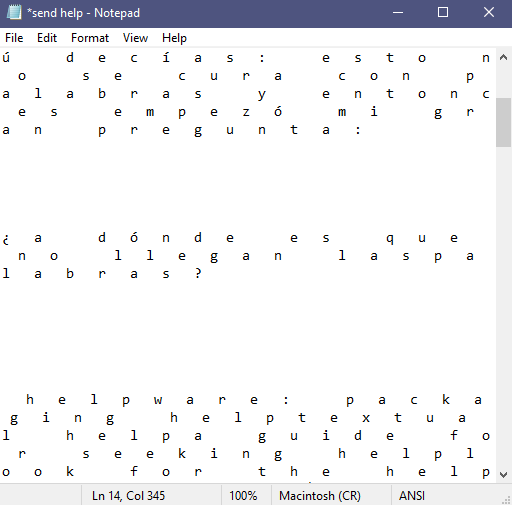 *send help - Notepad
File Edit Format View Help
ú   d e c í a s :   e s t o   n
o   s e   c u r a   c o n   p
a l a b r a s   y   e n t o n c
e s   e m p e z ó   m i   g r
a n   p r e g u n t a :
¿ a   d ó n d e   e s   q u e
n o   l l e g a n   l a s p a
l a b r a s ?
h e l p w a r e :   p a c k a
g i n g   h e l p t e x t u a
l   h e l p a   g u i d e   f o
r   s e e k i n g   h e l p l
o o k   f o r   t h e   h e l p
Ln 14, Col 345 100% Macintosh (CR) ANSI